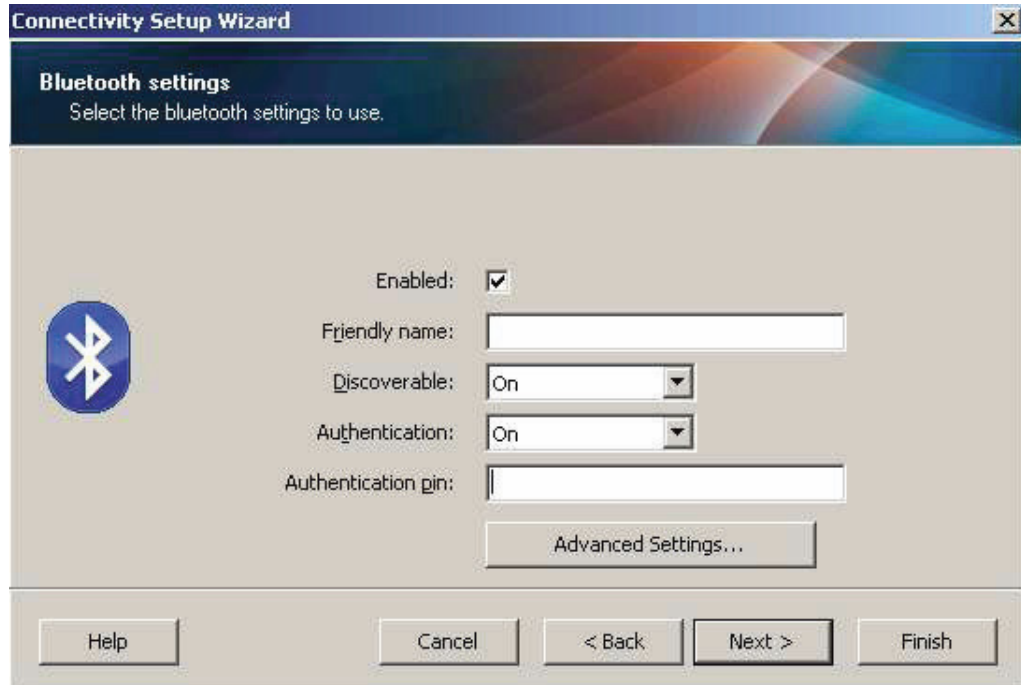 Connectivity Setup Wizard
Bluetooth settings
Select the bluetooth settings to use.
Enabled:
Friendly name:
Discoverable: On
Authentication: On
Authentication pin:
Advanced Settings...
Help Cancel < Back Next > Finish